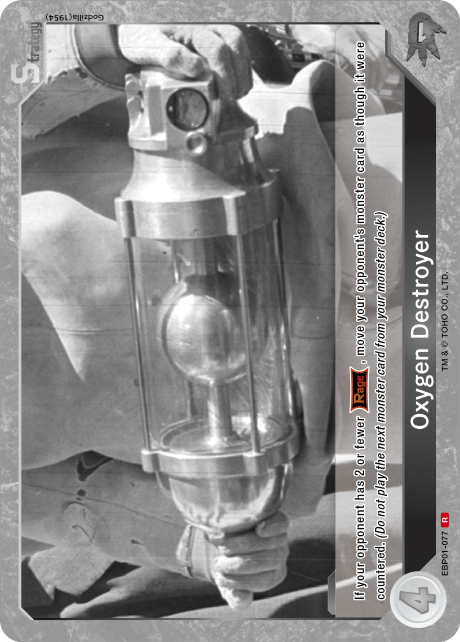 Strategy
Godzilla(1954)
If your opponent has 2 or fewer Rage , move your opponent's monster card as though it were
countered. (Do not play the next monster card from your monster deck.)
4
Oxygen Destroyer
EBP01-077 R
TM & © TOHO CO., LTD.